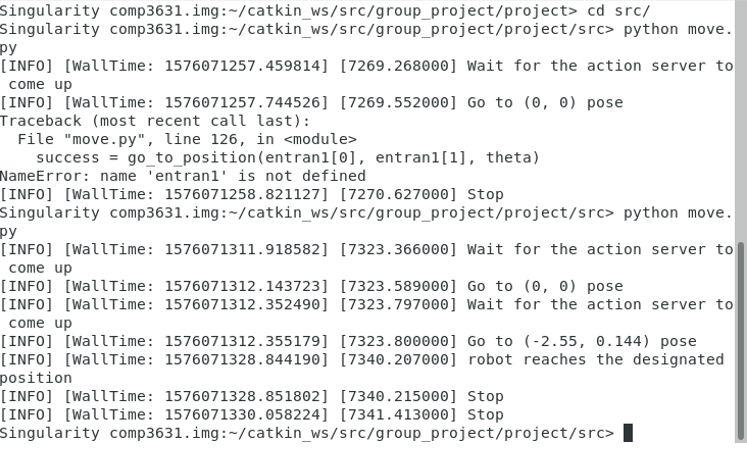 Singularity comp3631.img:~/catkin_ws/src/group_project/project> cd src/
Singularity comp3631.img:~/catkin_ws/src/group_project/project/src> python move.
py
[INFO] [WallTime: 1576071257.459814] [7269.268000] Wait for the action server to
 come up
[INFO] [WallTime: 1576071257.744526] [7269.552000] Go to (0, 0) pose
Traceback (most recent call last):
  File "move.py", line 126, in <module>
    success = go_to_position(entran1[0], entran1[1], theta)
NameError: name 'entran1' is not defined
[INFO] [WallTime: 1576071258.821127] [7270.627000] Stop
Singularity comp3631.img:~/catkin_ws/src/group_project/project/src> python move.
py
[INFO] [WallTime: 1576071311.918582] [7323.366000] Wait for the action server to
 come up
[INFO] [WallTime: 1576071312.143723] [7323.589000] Go to (0, 0) pose
[INFO] [WallTime: 1576071312.352490] [7323.797000] Wait for the action server to
 come up
[INFO] [WallTime: 1576071312.355179] [7323.800000] Go to (-2.55, 0.144) pose
[INFO] [WallTime: 1576071328.844190] [7340.207000] robot reaches the designated
position
[INFO] [WallTime: 1576071328.851802] [7340.215000] Stop
[INFO] [WallTime: 1576071330.058224] [7341.413000] Stop
Singularity comp3631.img:~/catkin_ws/src/group_project/project/src>